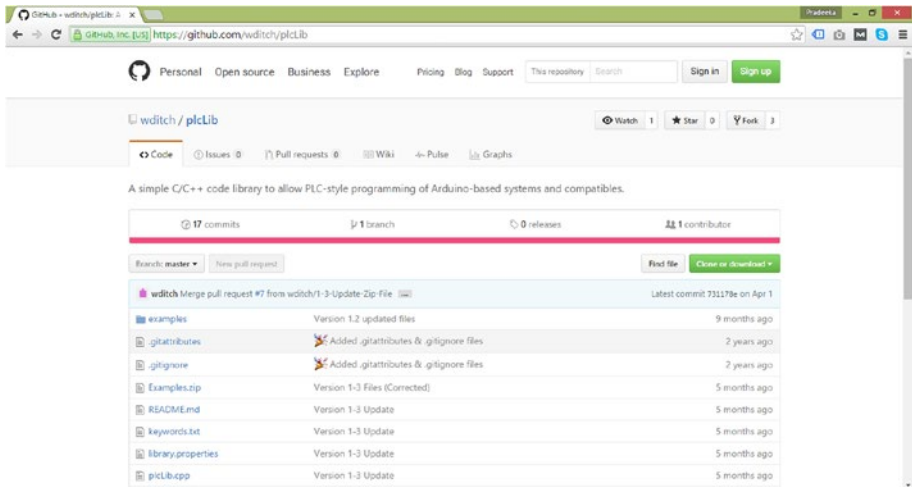 GitHub - wditch/plcLib: A
Pradeeka
GitHub, Inc. [US] https://github.com/wditch/plcLib
Personal Open source Business Explore Pricing Blog Support This repository Search Sign in Sign up
wditch / plcLib
Watch 1 Star 0 Fork 3
Code Issues 0 Pull requests 0 Wiki Pulse Graphs
A simple C/C++ code library to allow PLC-style programming of Arduino-based systems and compatibles.
17 commits 1 branch 0 releases 1 contributor
Branch: master New pull request Find file Clone or download
wditch Merge pull request #7 from wditch/1-3-Update-Zip-File ... Latest commit 731178e on Apr 1
examples Version 1.2 updated files 9 months ago
.gitattributes Added .gitattributes & .gitignore files 2 years ago
.gitignore Added .gitattributes & .gitignore files 2 years ago
Examples.zip Version 1-3 Files (Corrected) 5 months ago
README.md Version 1-3 Update 5 months ago
keywords.txt Version 1-3 Update 5 months ago
library.properties Version 1-3 Update 5 months ago
plcLib.cpp Version 1-3 Update 5 months ago